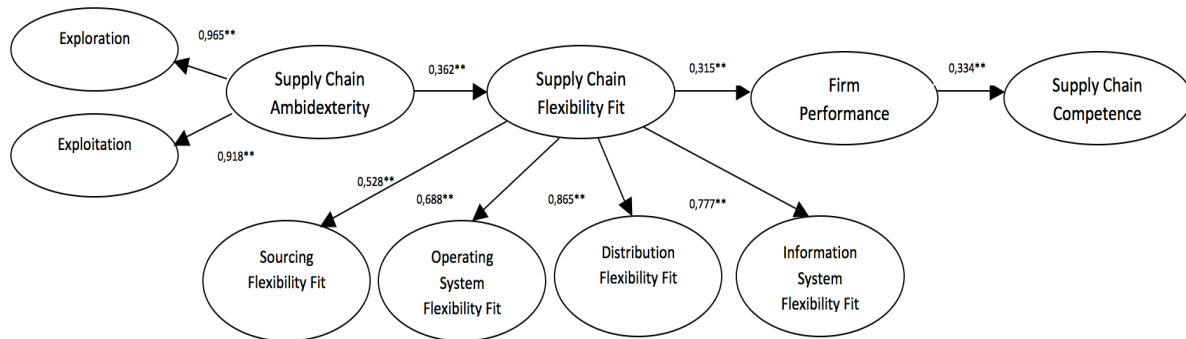 Exploration
0,965**
Supply Chain
Ambidexterity
0,362**
Supply Chain
Flexibility Fit
0,315**
Firm
Performance
0,334**
Supply Chain
Competence
Exploitation
0,918**
0,528**
0,688**
0,865**
0,777**
Sourcing
Flexibility Fit
Operating
System
Flexibility Fit
Distribution
Flexibility Fit
Information
System
Flexibility Fit